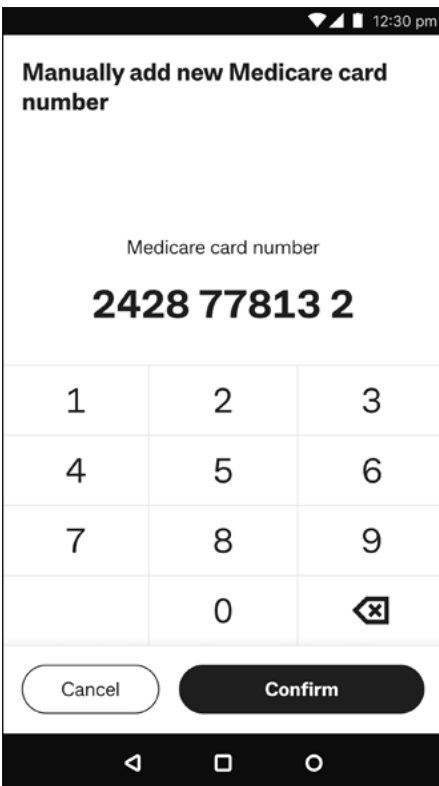 12:30 pm
Manually add new Medicare card
number
Medicare card number
2428 77813 2
1 2 3
4 5 6
7 8 9
0
Cancel Confirm